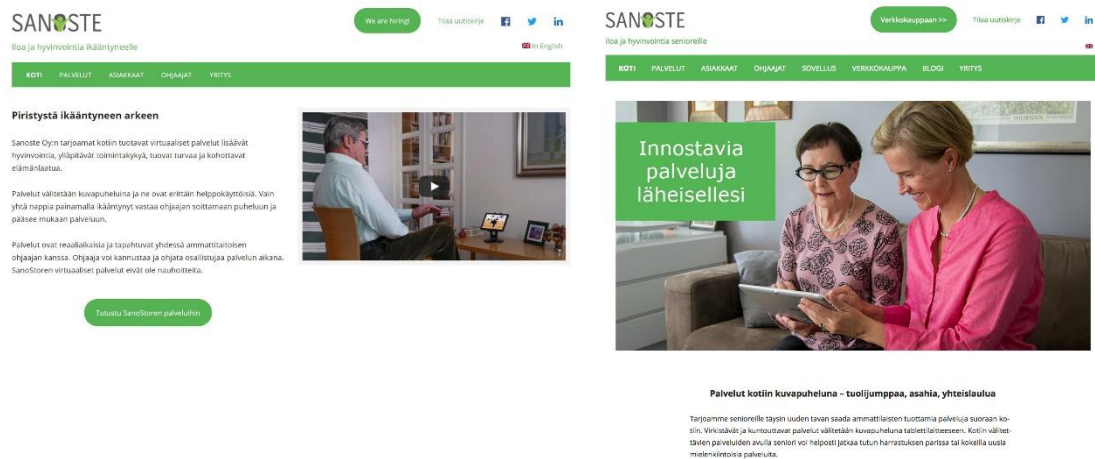 SANOSTE
Iloa ja hyvinvointia ikääntyneelle
We are hiring!
Tilaa uutiskirje
In English
KOTI PALVELUT ASIAKKAAT OHJAAJAT YRITYS
Piristystä ikääntyneen arkeen
Sanoste Oy:n tarjoamat kotiin tuotavat virtuaaliset palvelut lisäävät
hyvinvointia, ylläpitävät toimintakykyä, tuovat turvaa ja kohottavat
elämänlaatua.
Palvelut välitetään kuvapuheluina ja ne ovat erittäin helppokäyttöisiä. Vain
yhtä nappia painamalla ikääntynyt vastaa ohjaajan soittamaan puheluun ja
pääsee mukaan palveluun.
Palvelut ovat reaaliaikaisia ja tapahtuvat yhdessä ammattitaitoisen
ohjaajan kanssa. Ohjaaja voi kannustaa ja ohjata osallistujaa palvelun aikana.
SanoStoren virtuaaliset palvelut eivät ole nauhoitteita.
Tutustu SanoStoren palveluihin
SANOSTE
Iloa ja hyvinvointia senioreille
Verkkokauppaan >>
Tilaa uutiskirje
KOTI PALVELUT ASIAKKAAT OHJAAJAT SOVELLUS VERKKOKAUPPA BLOGI YRITYS
Innostavia
palveluja
läheisellesi
Palvelut kotiin kuvapuheluna – tuolijumppaa, asahia, yhteislaulua
Tarjoamme senioreille täysin uuden tavan saada ammattilaisten tuottamia palveluja suoraan ko-
tiin. Virkistävät ja kuntouttavat palvelut välitetään kuvapuheluna tablettilaitteeseen. Kotiin välitet-
tävien palveluiden avulla seniori voi helposti jatkaa tutun harrastuksen parissa tai kokeilla uusia
mielenkiintoisia palveluita.